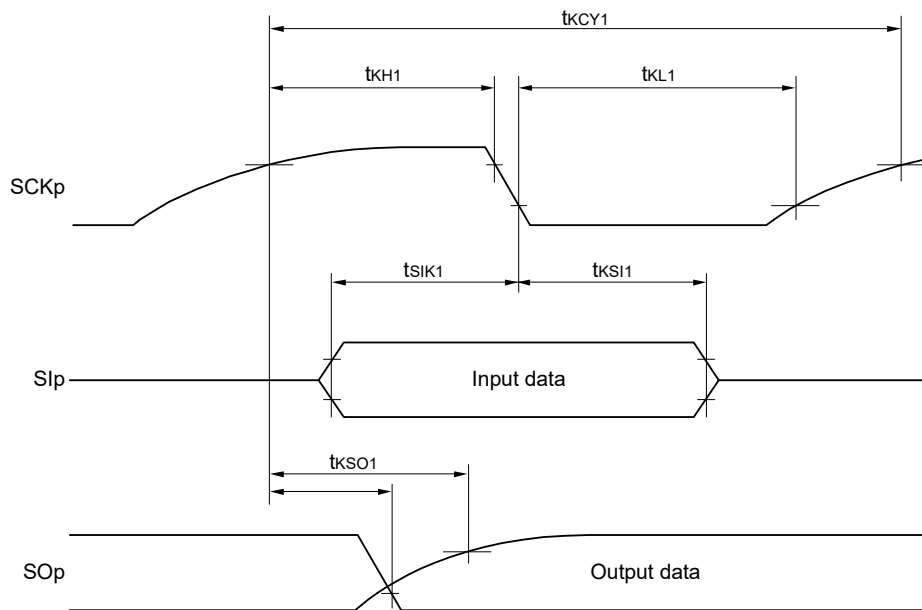 tKCY1
tKH1
tKL1
SCKp
tSIK1
tKSI1
SIp
Input data
tKSO1
SOp
Output data